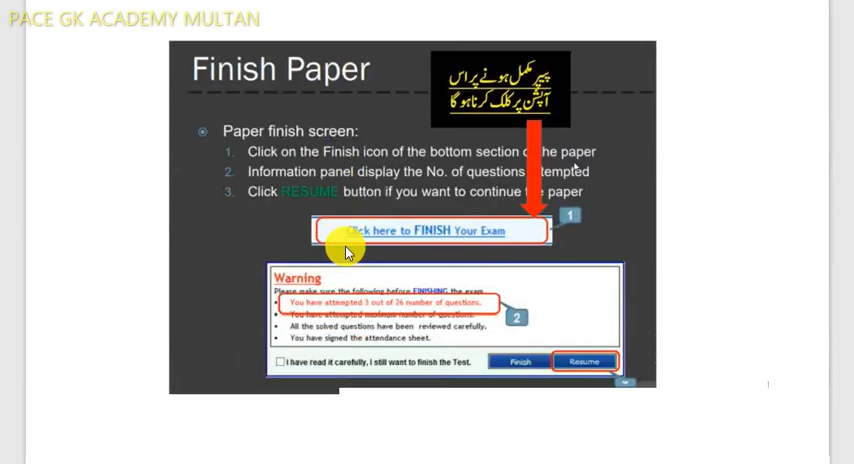 PACE GK ACADEMY MULTAN
Finish Paper
پیپر مکمل ہونے پر اس
آپشن پر کلک کرنا ہو گا
Paper finish screen:
1. Click on the Finish icon of the bottom section the paper
2. Information panel display the No. of questions attempted
3. Click RESUME button if you want to continue paper
Click here to FINISH Your Exam
1
Warning
Please make sure the following before FINISHING the exam
• You have attempted 3 out of 26 number of questions.
• You have attempted maximum number of questions.
2
• All the solved questions have been reviewed carefully.
• You have signed the attendance sheet.
I have read it carefully, I still want to finish the Test.
Finish
Resume